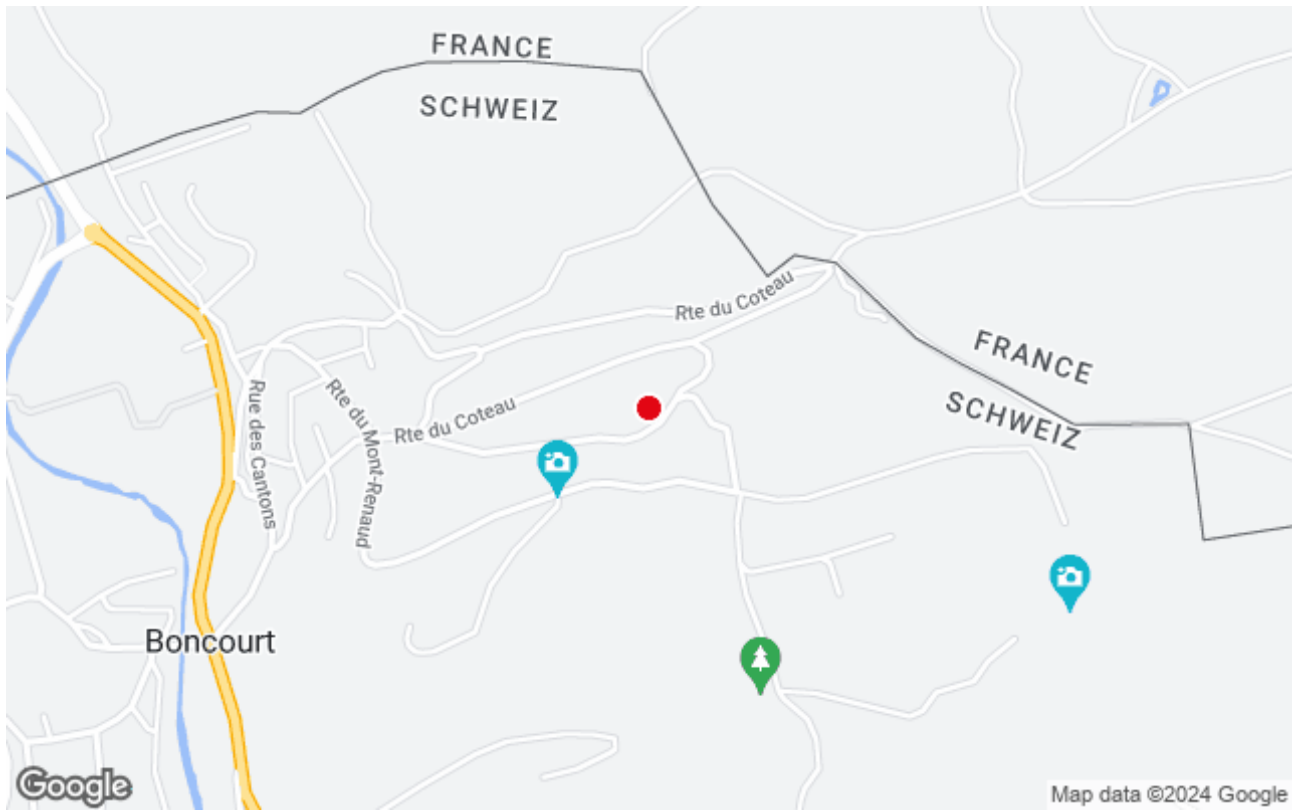 FRANCE
SCHWEIZ
Rte du Coteau
FRANCE
SCHWEIZ
Rte du Coteau
Rue des Cantons
Rte du Mont-Renaud
Boncourt
Google
Map data ©2024 Google